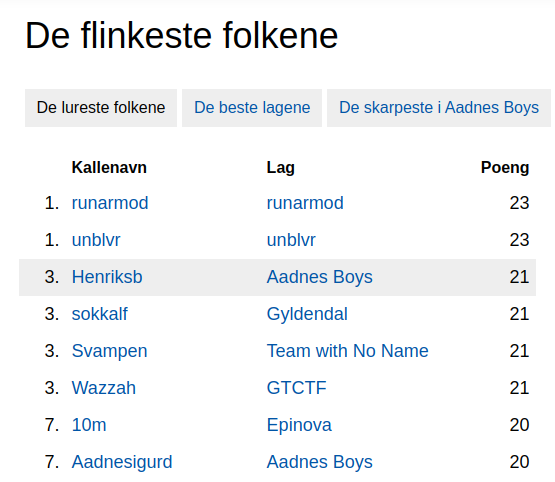 De flinkeste folkene
De lureste folkene De beste lagene De skarpeste i Aadnes Boys
Kallenavn Lag Poeng
1. runarmod runarmod 23
1. unblvr unblvr 23
3. Henriksb Aadnes Boys 21
3. sokkalf Gyldendal 21
3. Svampen Team with No Name 21
3. Wazzah GTCTF 21
7. 10m Epinova 20
7. Aadnesigurd Aadnes Boys 20